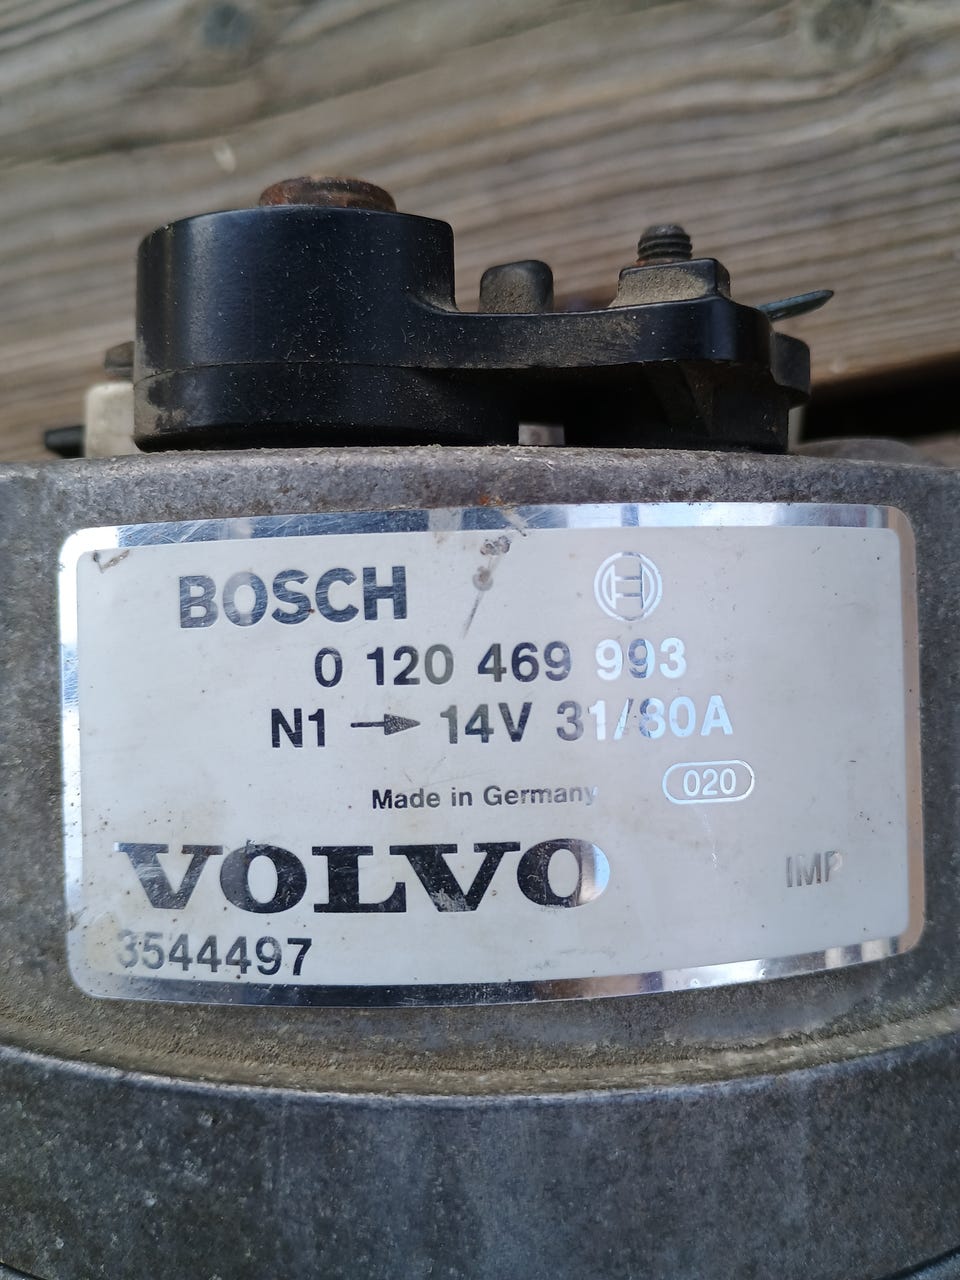 BOSCH
0 120 469 993
N1 → 14V 31/80A
Made in Germany
020
VOLVO
IMP
3544497